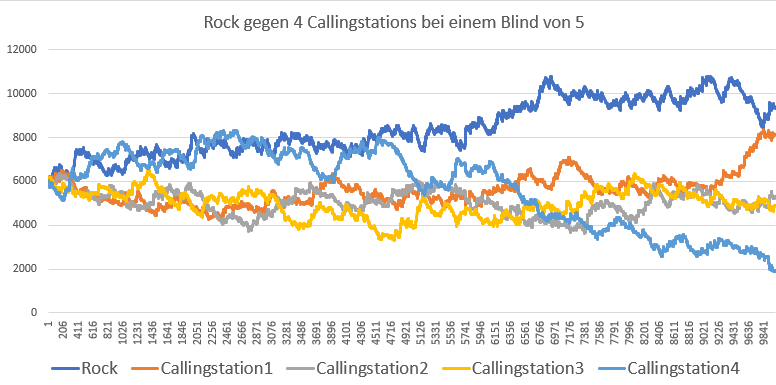 Rock gegen 4 Callingstations bei einem Blind von 5
12000
10000
8000
6000
4000
2000
0
1 206 411 616 821 1026 1231 1436 1641 1846 2051 2256 2461 2666 2871 3076 3281 3486 3691 3896 4101 4306 4511 4716 4921 5126 5331 5536 5741 5946 6151 6356 6561 6766 6971 7176 7381 7586 7791 7996 8201 8406 8611 8816 9021 9226 9431 9636 9841
Rock Callingstation1 Callingstation2 Callingstation3 Callingstation4